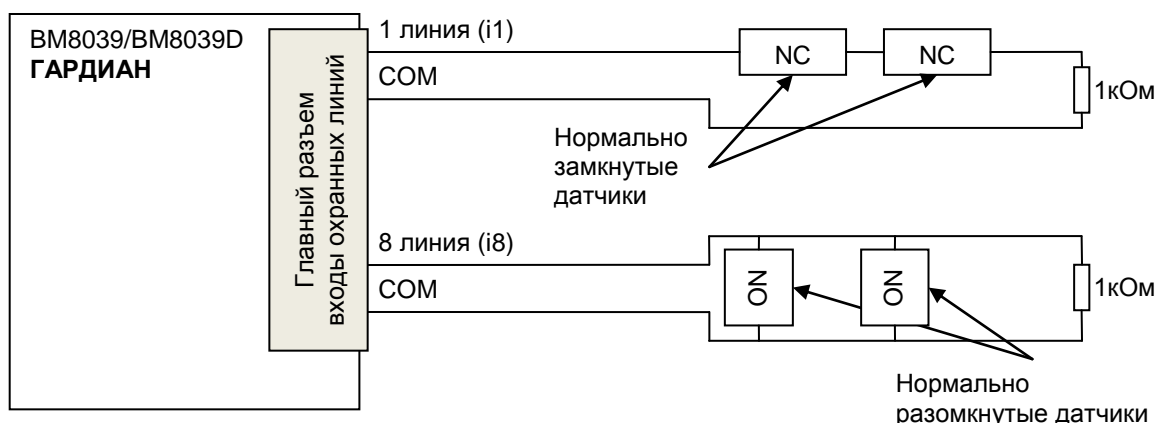 BM8039/BM8039D
ГАРДИАН
Главный разъем
входы охранных линий
1 линия (i1)
COM
NC
NC
1кОм
Нормально
замкнутые
датчики
8 линия (i8)
COM
NO
NO
1кОм
Нормально
разомкнутые датчики